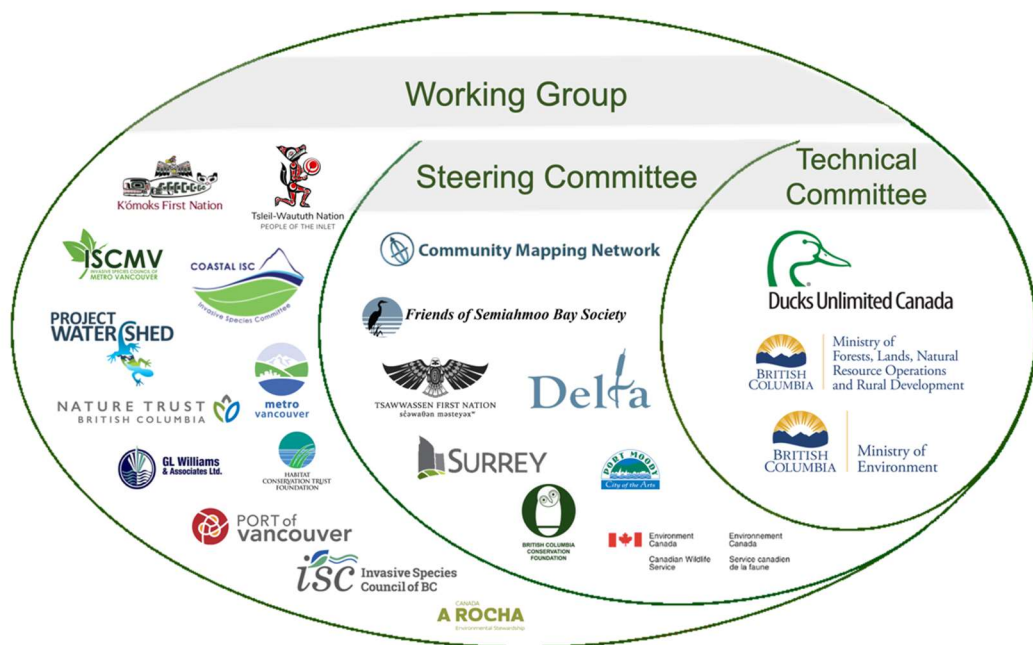 Working Group
K'ómoks First Nation
Tsleil-Waututh Nation
PEOPLE OF THE INLET
ISCMV
INVASIVE SPECIES COUNCIL OF
METRO VANCOUVER
COASTAL ISC
Invasive Species Committee
PROJECT
WATERSHED
NATURE TRUST
BRITISH COLUMBIA
metro
vancouver
GL Williams
& Associates Ltd.
HABITAT
CONSERVATION TRUST
FOUNDATION
PORT of
vancouver
isc
Invasive Species
Council of BC
CANADA
A ROCHA
Environmental Stewardship
Steering Committee
Community Mapping Network
Friends of Semiahmoo Bay Society
TSAWWASSEN FIRST NATION
sc̓əwaθən məsteyəxʷ
Delta
SURREY
PORT MOODY
City of the Arts
BRITISH COLUMBIA
CONSERVATION
FOUNDATION
Environment
Canada
Canadian Wildlife
Service
Environnement
Canada
Service canadien
de la faune
Technical
Committee
Ducks Unlimited Canada
BRITISH
COLUMBIA
Ministry of
Forests, Lands, Natural
Resource Operations
and Rural Development
BRITISH
COLUMBIA
Ministry of
Environment